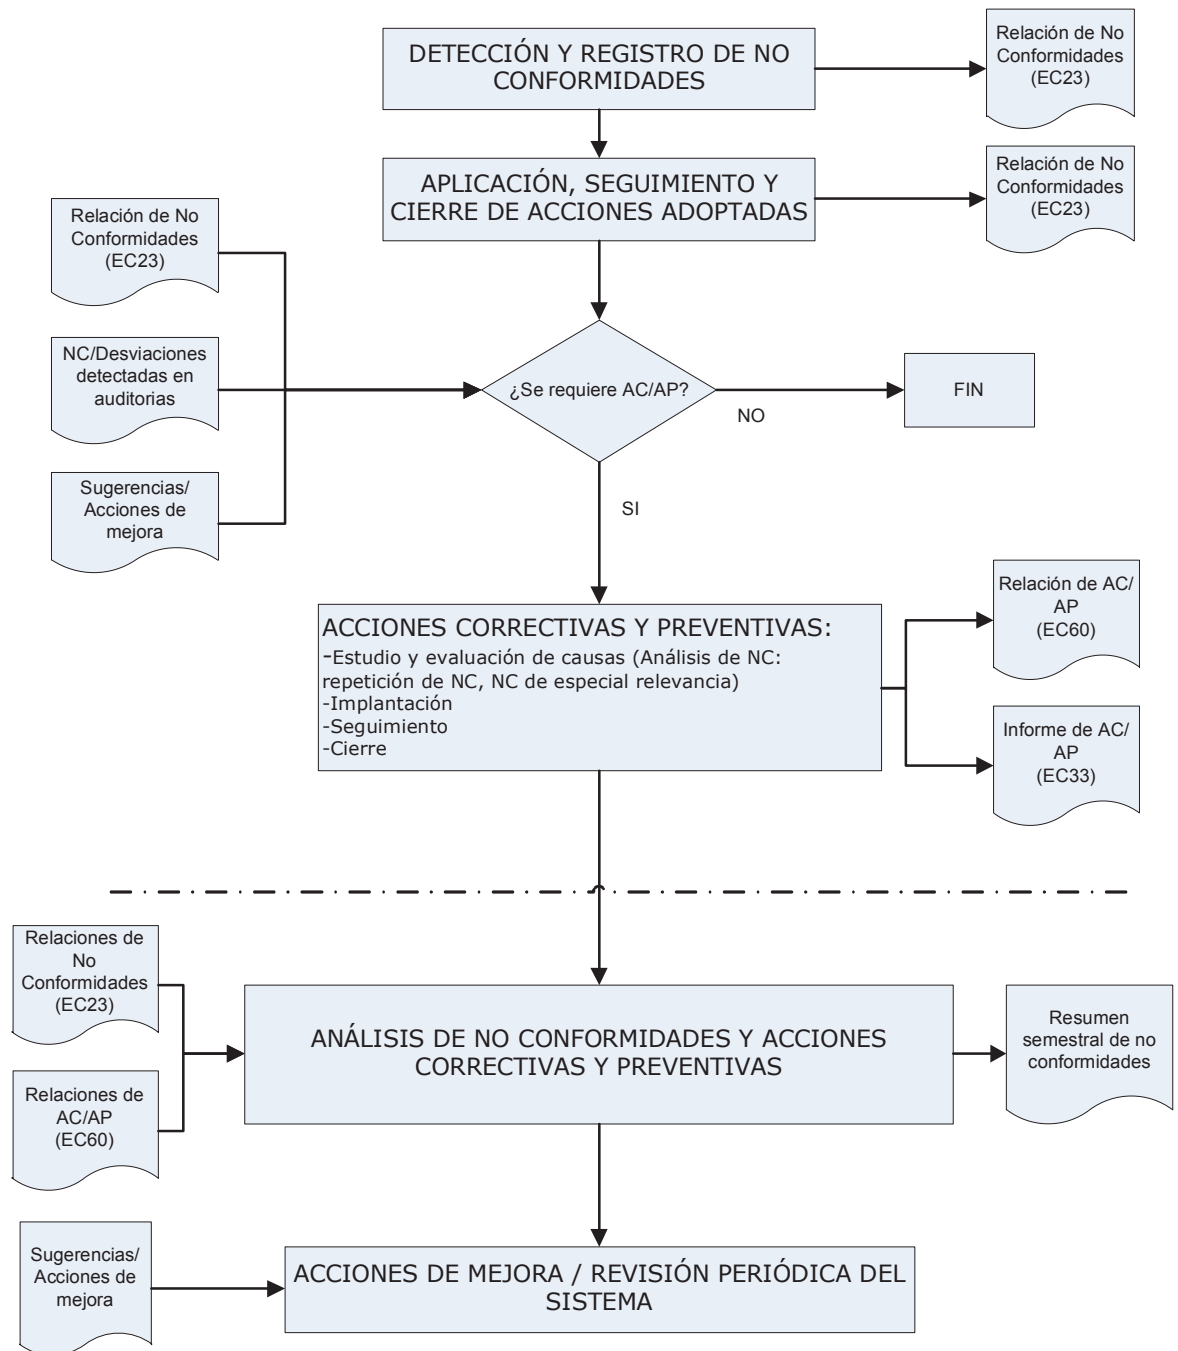 DETECCIÓN Y REGISTRO DE NO
CONFORMIDADES
Relación de No
Conformidades
(EC23)
APLICACIÓN, SEGUIMIENTO Y
CIERRE DE ACCIONES ADOPTADAS
Relación de No
Conformidades
(EC23)
Relación de No
Conformidades
(EC23)
NC/Desviaciones
detectadas en
auditorias
Sugerencias/
Acciones de
mejora
¿Se requiere AC/AP?
NO
FIN
SI
ACCIONES CORRECTIVAS Y PREVENTIVAS:
-Estudio y evaluación de causas (Análisis de NC:
repetición de NC, NC de especial relevancia)
-Implantación
-Seguimiento
-Cierre
Relación de AC/
AP
(EC60)
Informe de AC/
AP
(EC33)
Relaciones de
No
Conformidades
(EC23)
Relaciones de
AC/AP
(EC60)
ANÁLISIS DE NO CONFORMIDADES Y ACCIONES
CORRECTIVAS Y PREVENTIVAS
Resumen
semestral de no
conformidades
Sugerencias/
Acciones de
mejora
ACCIONES DE MEJORA / REVISIÓN PERIÓDICA DEL
SISTEMA